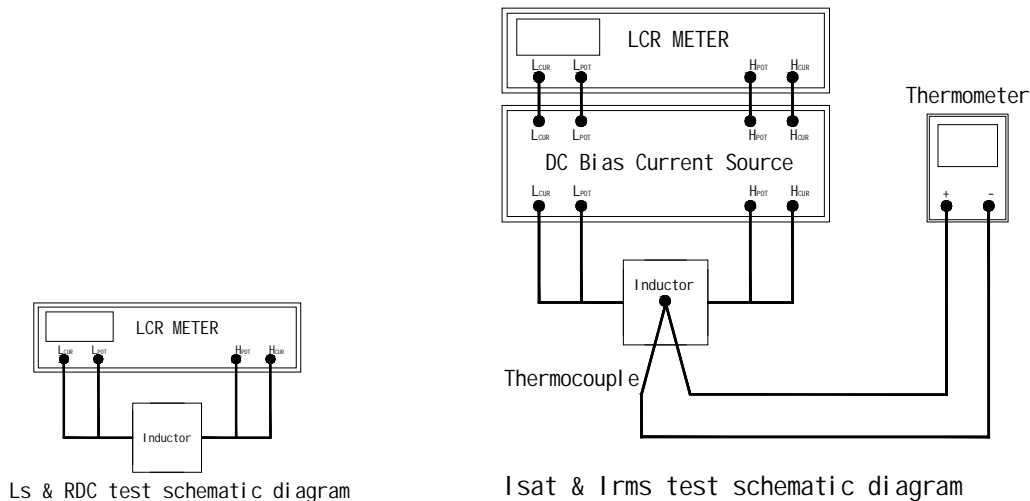 LCR METER
LCUR LPOT HPOT HCUR
LCUR LPOT HPOT HCUR
DC Bias Current Source
LCUR LPOT HPOT HCUR
Inductor
Thermocouple
Thermometer
+ -
LCR METER
LCUR LPOT HPOT HCUR
Inductor
Ls & RDC test schematic diagram
Isat & Irms test schematic diagram